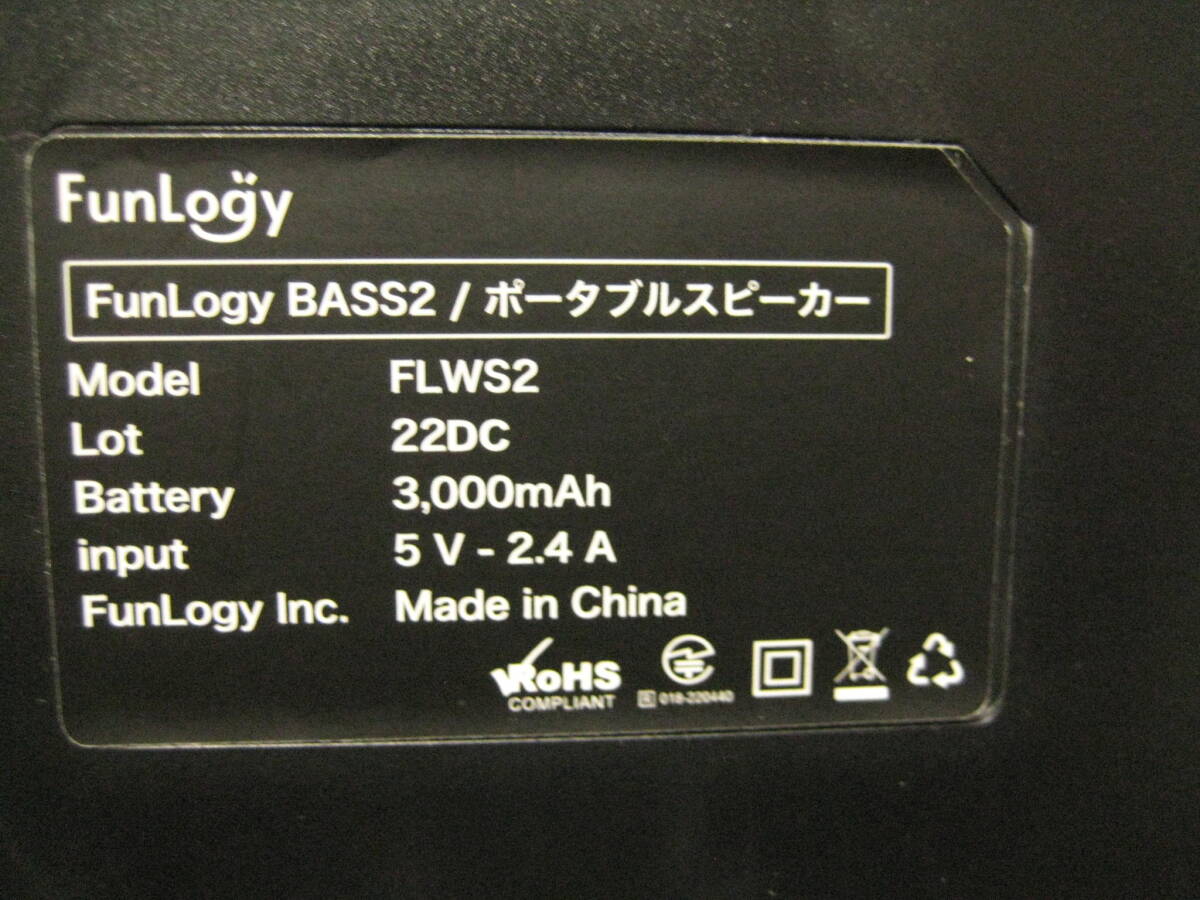 FunLogy
FunLogy BASS2 / ポータブルスピーカー
Model FLWS2
Lot 22DC
Battery 3,000mAh
input 5 V - 2.4 A
FunLogy Inc. Made in China
RoHS
COMPLIANT
R 018-220440